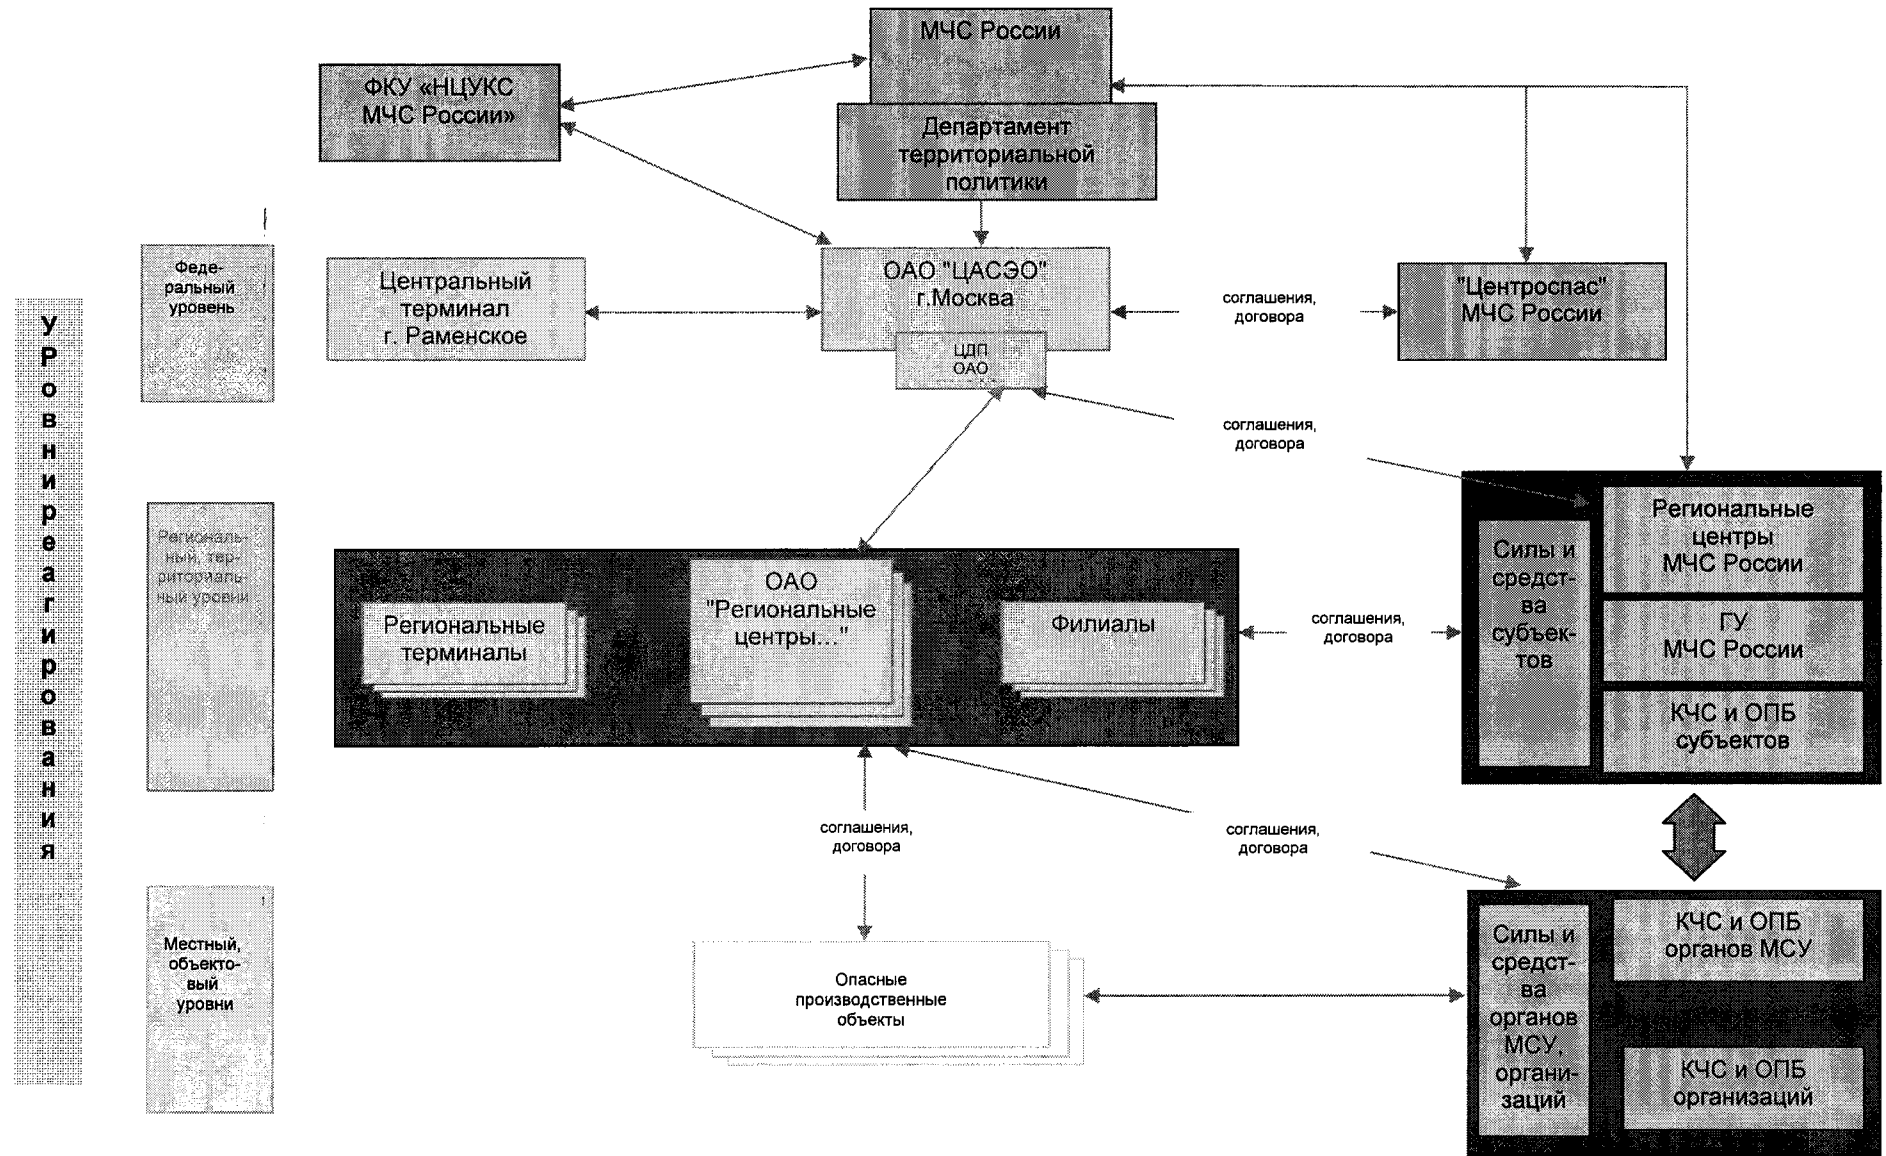 МЧС России
ФКУ «НЦУКС
МЧС России»
Департамент
территориальной
политики
Феде-
ральный
уровень
Центральный
терминал
г. Раменское
ОАО "ЦАСЭО"
г.Москва
ЦДП
ОАО
соглашения,
договора
"Центроспас"
МЧС России
соглашения,
договора
Уровни реагирования
Региональ-
ный, тер-
риториаль-
ный уровни
Региональные
терминалы
ОАО
"Региональные
центры..."
Филиалы
соглашения,
договора
Силы и
средст-
ва
субъек-
тов
Региональные
центры
МЧС России
ГУ
МЧС России
КЧС и ОПБ
субъектов
соглашения,
договора
соглашения,
договора
Местный,
объекто-
вый
уровни
Опасные
производственные
объекты
Силы и
средст-
ва
органов
МСУ,
органи-
заций
КЧС и ОПБ
органов МСУ
КЧС и ОПБ
организаций